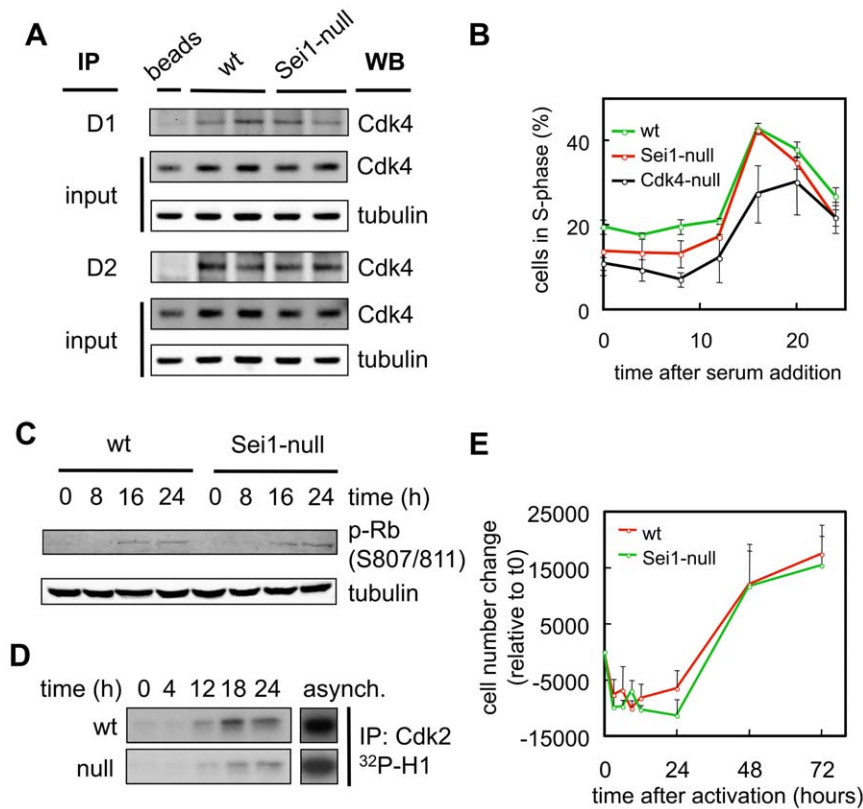 A
IP beads wt Sei1-null WB
D1 Cdk4
input Cdk4
tubulin
D2 Cdk4
input Cdk4
tubulin
B
cells in S-phase (%)
40
20
0
wt
Sei1-null
Cdk4-null
0 10 20
time after serum addition
C
wt Sei1-null
0 8 16 24 0 8 16 24 time (h)
p-Rb
(S807/811)
tubulin
D
time (h) 0 4 12 18 24 asynch.
wt
null
IP: Cdk2
³²P-H1
E
cell number change
(relative to t0)
25000
15000
5000
-5000
-15000
wt
Sei1-null
0 24 48 72
time after activation (hours)